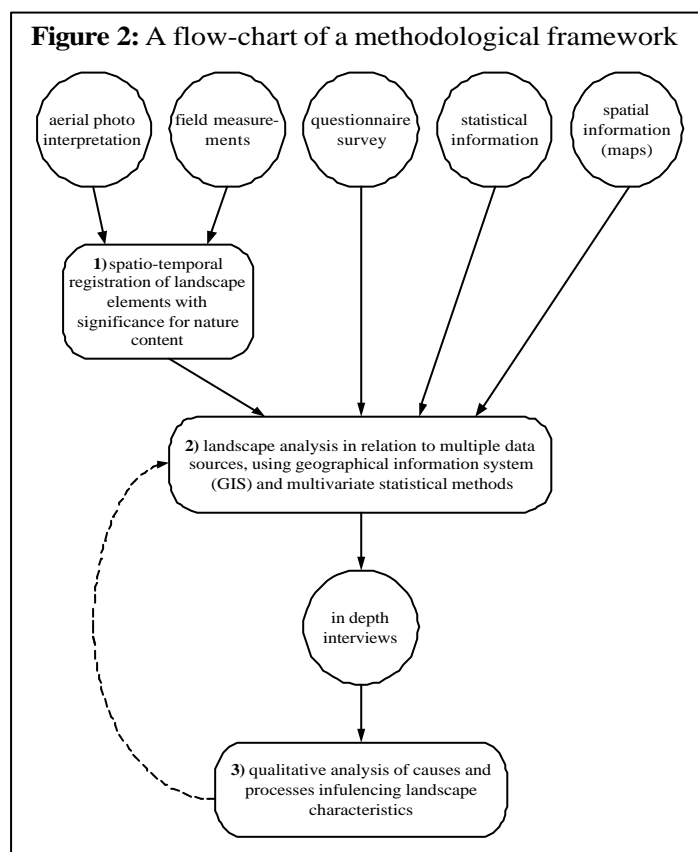 Figure 2: A flow-chart of a methodological framework
aerial photo
interpretation
field measure-
ments
questionnaire
survey
statistical
information
spatial
information
(maps)
1) spatio-temporal
registration of landscape
elements with
significance for nature
content
2) landscape analysis in relation to multiple data
sources, using geographical information system
(GIS) and multivariate statistical methods
in depth
interviews
3) qualitative analysis of causes and
processes infulencing landscape
characteristics